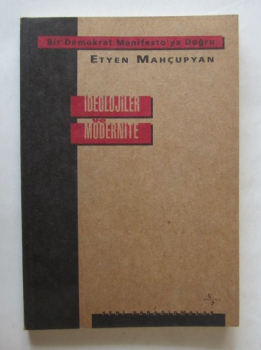 Bir Demokrat Manifesto'ya Doğru
ETYEN MAHÇUPYAN
İDEOLOJİLER
ve
MODERNİTE